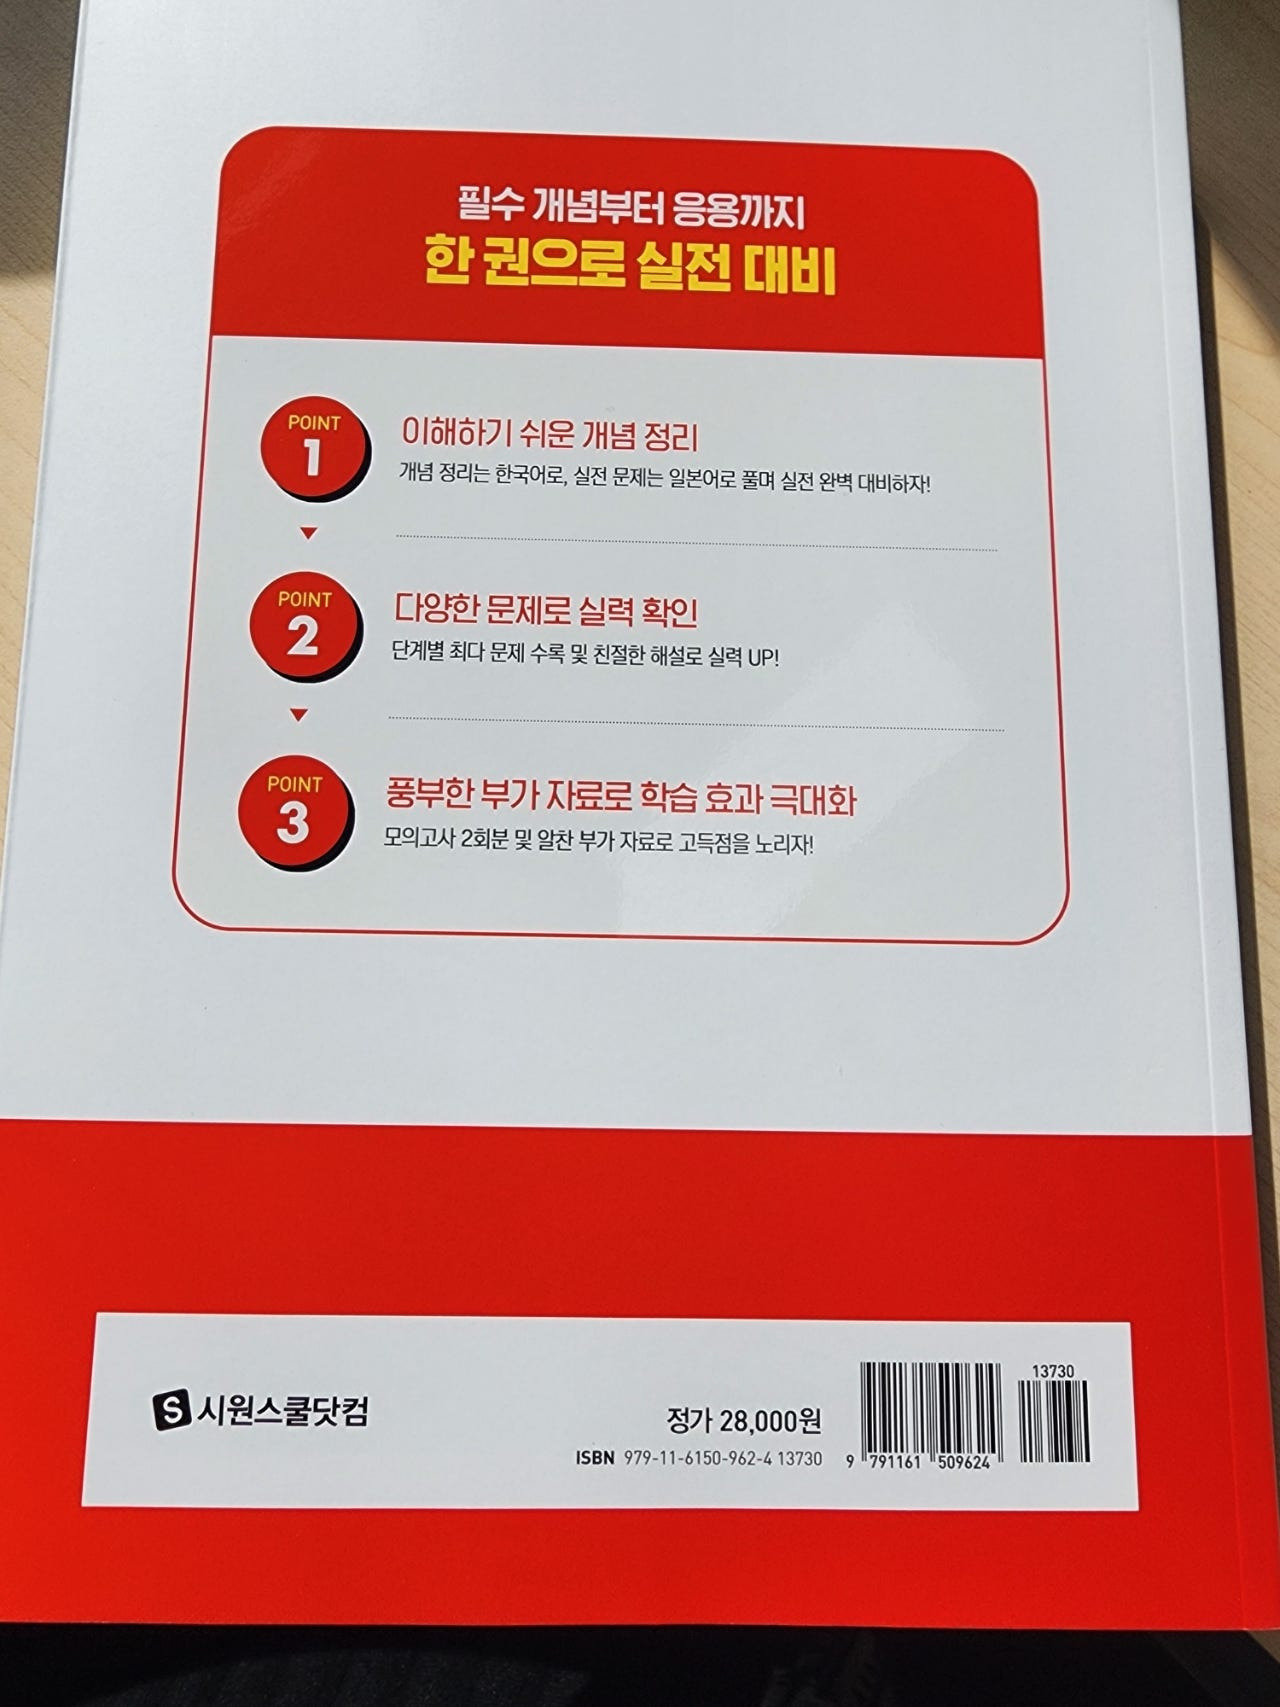 필수 개념부터 응용까지
한 권으로 실전 대비
POINT
1
이해하기 쉬운 개념 정리
개념 정리는 한국어로, 실전 문제는 일본어로 풀며 실전 완벽 대비하자!
POINT
2
다양한 문제로 실력 확인
단계별 최다 문제 수록 및 친절한 해설로 실력 UP!
POINT
3
풍부한 부가 자료로 학습 효과 극대화
모의고사 2회분 및 알찬 부가 자료로 고득점을 노리자!
S 시원스쿨닷컴
정가 28,000원
ISBN 979-11-6150-962-4 13730
13730
9 791161 509624